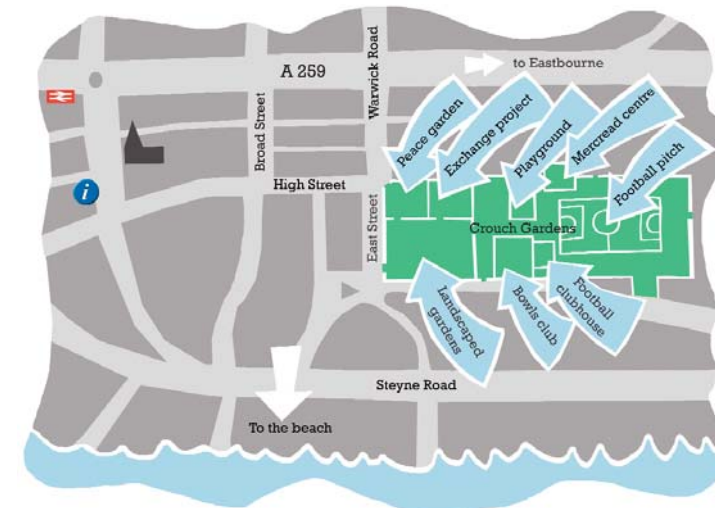 A 259
to Eastbourne
Warwick Road
Broad Street
High Street
East Street
Peace garden
Exchange project
Playground
Mercread centre
Football pitch
Crouch Gardens
Landscaped
gardens
Bowls club
Football
clubhouse
Steyne Road
To the beach
i